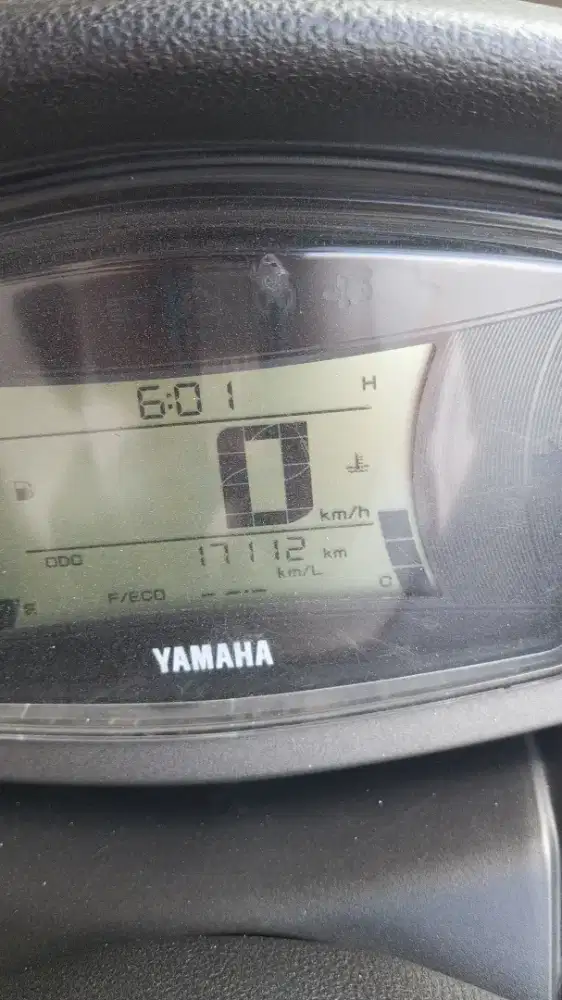 6:01 H
0 km/h
ODO 17112 km
km/L
F/ECO --.- C
YAMAHA